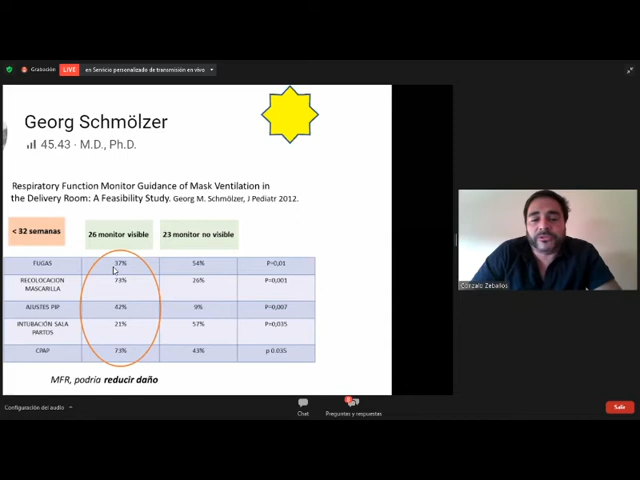 Grabación
LIVE
en Servicio personalizado de transmisión en vivo
Georg Schmölzer
45.43 · M.D., Ph.D.
Respiratory Function Monitor Guidance of Mask Ventilation in
the Delivery Room: A Feasibility Study. Georg M. Schmölzer, J Pediatr 2012.
< 32 semanas
26 monitor visible
23 monitor no visible
FUGAS 37% 54% P=0,01
RECOLOCACIÓN MASCARILLA 73% 26% P=0,001
AJUSTES PIP 42% 9% P=0,007
INTUBACIÓN SALA PARTOS 21% 57% P=0,035
CPAP 73% 43% p 0.035
MFR, podria reducir daño
Gonzalo Zeballos
Configuración del audio
Chat
Preguntas y respuestas
Salir